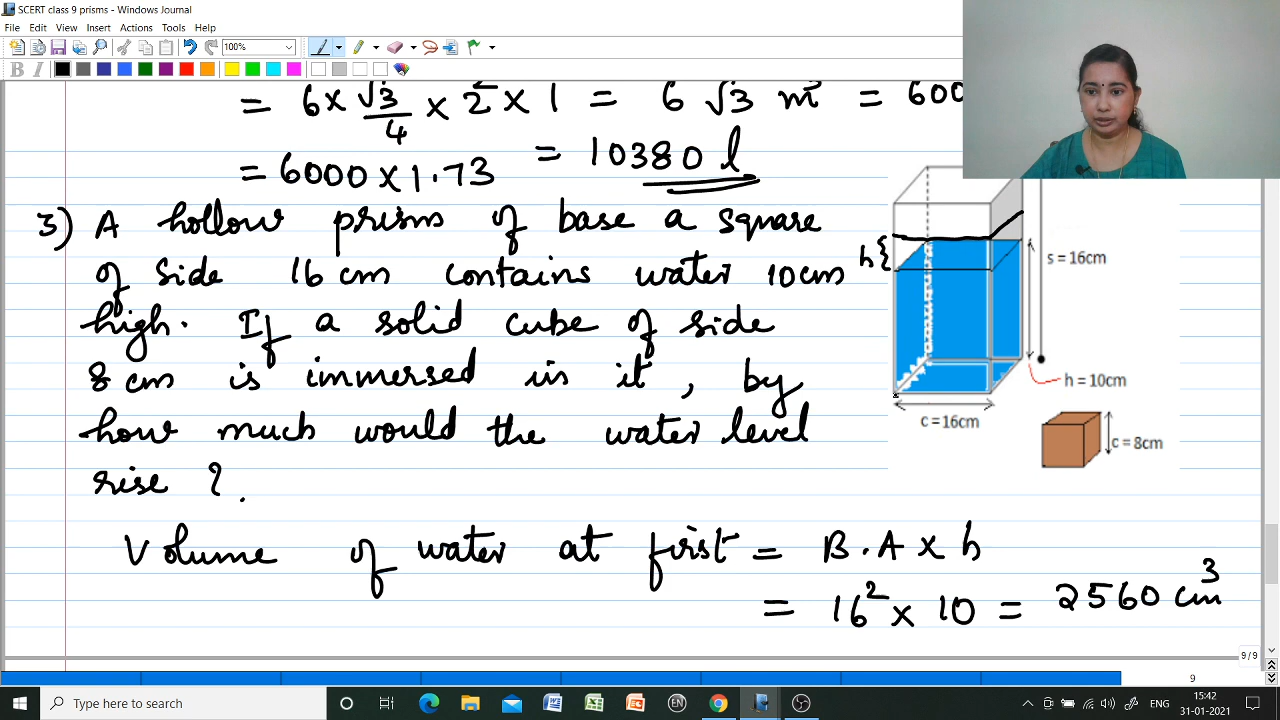 SCERT class 9 prisms - Windows Journal
File Edit View Insert Actions Tools Help
100%
B I
= 6 × √3/4 × 2² × 1 = 6 √3 m³ = 600
= 6000 × 1.73 = 10380 l
3) A hollow prism of base a square
of side 16 cm contains water 10cm
high. If a solid cube of side
8 cm is immersed in it, by
how much would the water level
rise ?.
h{
s = 16cm
h = 10cm
c = 16cm
c = 8cm
Volume of water at first = B.A × h
= 16² × 10 = 2560 cm³
9 / 9
9
Type here to search
EN
ENG
15:42
31-01-2021